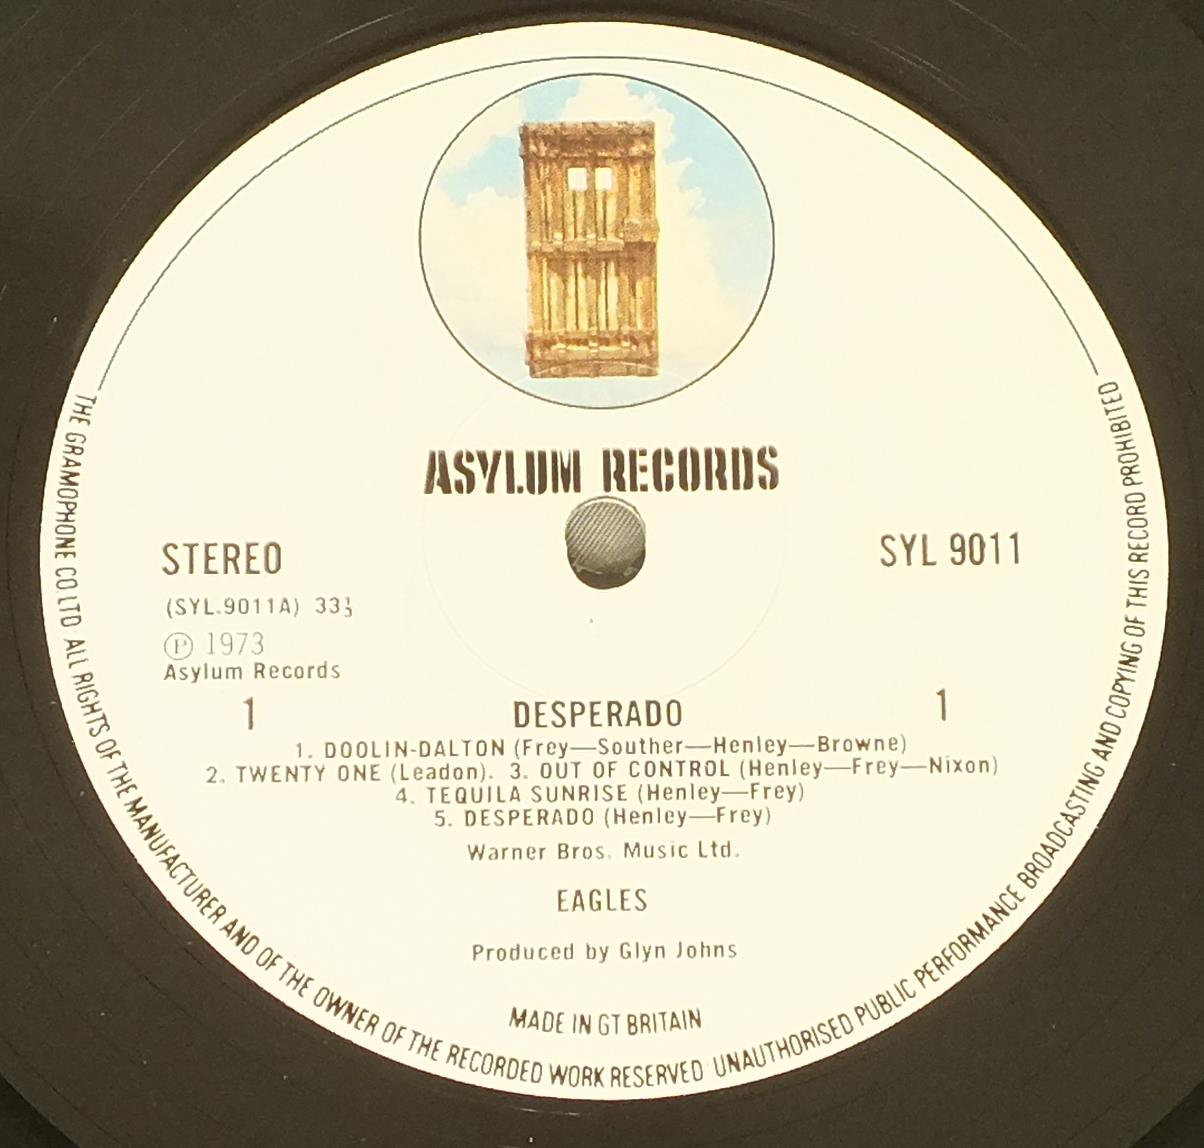 ASYLUM RECORDS
STEREO
SYL 9011
(SYL.9011A) 33⅓
Ⓟ 1973
Asylum Records
1
DESPERADO
1
1. DOOLIN-DALTON (Frey—Souther—Henley—Browne)
2. TWENTY ONE (Leadon). 3. OUT OF CONTROL (Henley—Frey—Nixon)
4. TEQUILA SUNRISE (Henley—Frey)
5. DESPERADO (Henley—Frey)
Warner Bros. Music Ltd.
EAGLES
Produced by Glyn Johns
MADE IN GT BRITAIN
THE GRAMOPHONE CO. LTD. ALL RIGHTS OF THE MANUFACTURER AND OF THE OWNER OF THE RECORDED WORK RESERVED UNAUTHORISED PUBLIC PERFORMANCE BROADCASTING AND COPYING OF THIS RECORD PROHIBITED